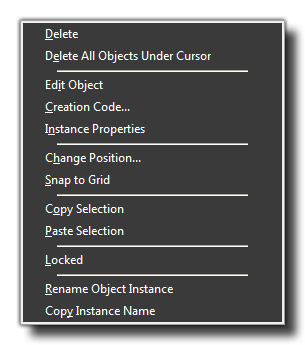 Delete
Delete All Objects Under Cursor
Edit Object
Creation Code...
Instance Properties
Change Position...
Snap to Grid
Copy Selection
Paste Selection
Locked
Rename Object Instance
Copy Instance Name